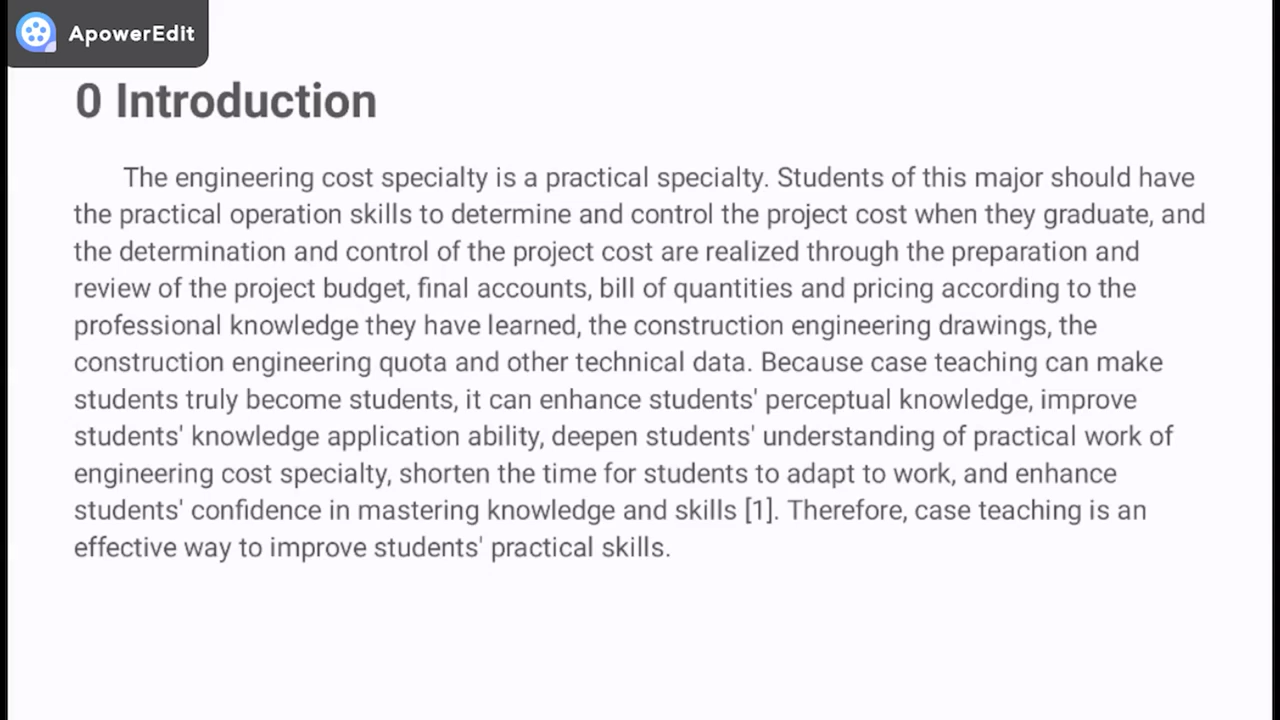 ApowerEdit
0 Introduction
The engineering cost specialty is a practical specialty. Students of this major should have
the practical operation skills to determine and control the project cost when they graduate, and
the determination and control of the project cost are realized through the preparation and
review of the project budget, final accounts, bill of quantities and pricing according to the
professional knowledge they have learned, the construction engineering drawings, the
construction engineering quota and other technical data. Because case teaching can make
students truly become students, it can enhance students' perceptual knowledge, improve
students' knowledge application ability, deepen students' understanding of practical work of
engineering cost specialty, shorten the time for students to adapt to work, and enhance
students' confidence in mastering knowledge and skills [1]. Therefore, case teaching is an
effective way to improve students' practical skills.